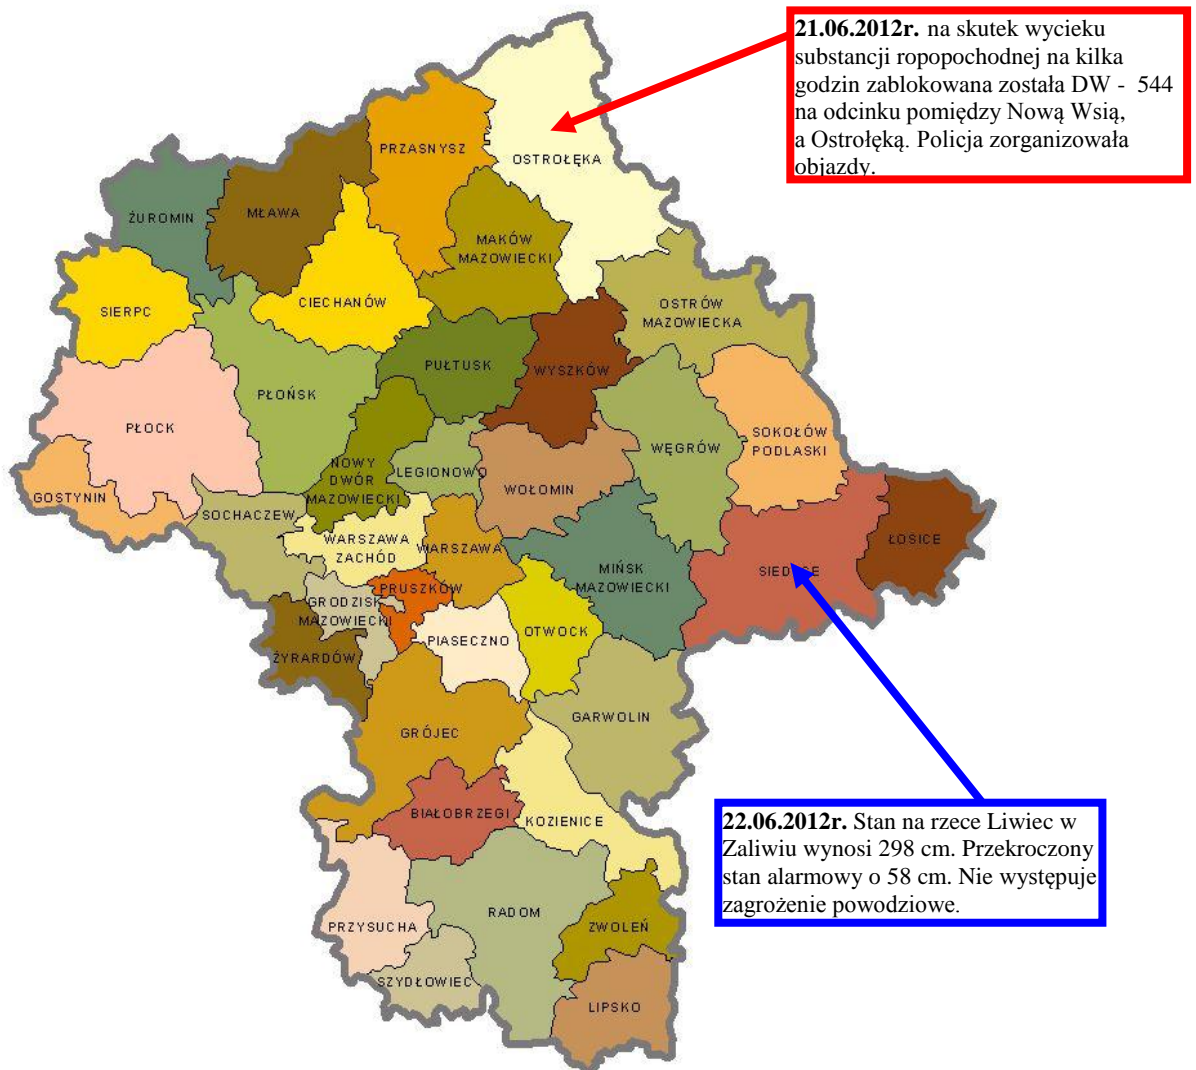 21.06.2012r. na skutek wycieku
substancji ropopochodnej na kilka
godzin zablokowana została DW - 544
na odcinku pomiędzy Nową Wsią,
a Ostrołęką. Policja zorganizowała
objazdy.
PRZASNYSZ
OSTROŁĘKA
ŻUROMIN
MŁAWA
MAKÓW
MAZOWIECKI
CIECHANÓW
SIERPC
OSTRÓW
MAZOWIECKA
PUŁTUSK
WYSZKÓW
PŁOŃSK
PŁOCK
SOKOŁÓW
PODLASKI
WĘGRÓW
NOWY
DWÓR
MAZOWIECKI
LEGIONOWO
WOŁOMIN
GOSTYNIN
SOCHACZEW
WARSZAWA
ZACHÓD
WARSZAWA
MIŃSK
MAZOWIECKI
SIEDLCE
ŁOSICE
PRUSZKÓW
GRODZISK
MAZOWIECKI
PIASECZNO
OTWOCK
ŻYRARDÓW
GARWOLIN
GRÓJEC
BIAŁOBRZEGI
KOZIENICE
22.06.2012r. Stan na rzece Liwiec w
Zaliwiu wynosi 298 cm. Przekroczony
stan alarmowy o 58 cm. Nie występuje
zagrożenie powodziowe.
RADOM
PRZYSUCHA
ZWOLEŃ
SZYDŁOWIEC
LIPSKO